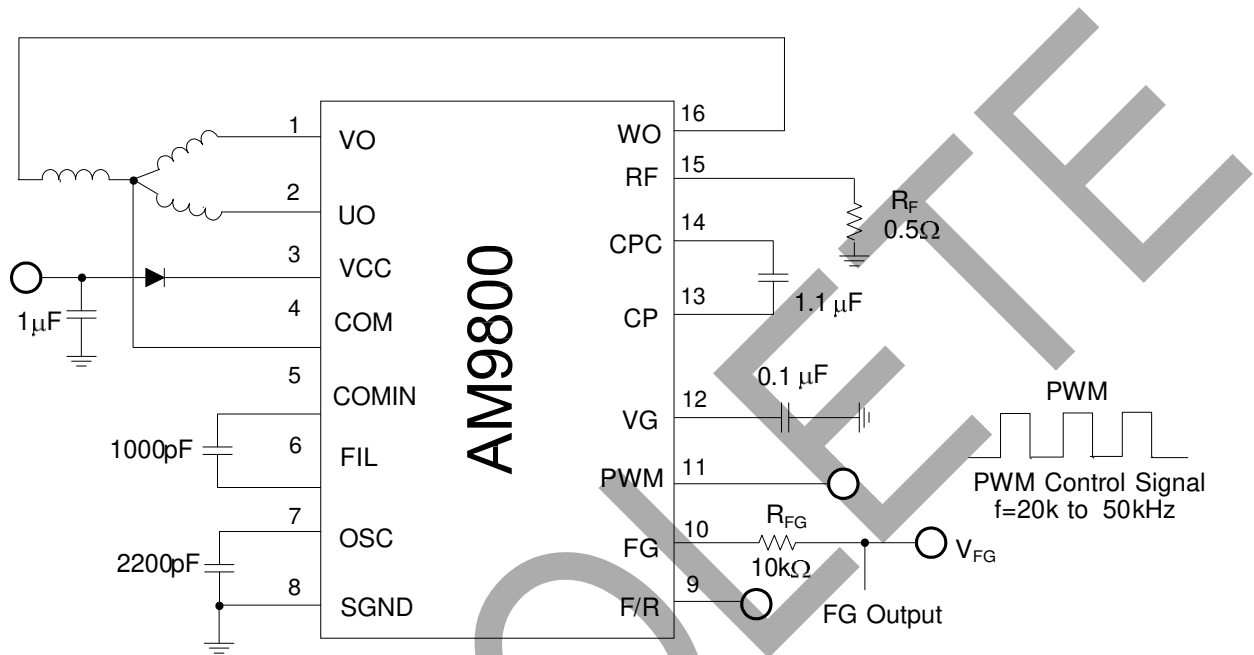 1
VO
2
UO
3
VCC
4
COM
5
COMIN
6
FIL
7
OSC
8
SGND
1μF
1000pF
2200pF
AM9800
16
WO
15
RF
14
CPC
13
CP
12
VG
11
PWM
10
FG
9
F/R
R_F
0.5Ω
1.1 μF
0.1 μF
R_FG
10kΩ
V_FG
FG Output
PWM
PWM Control Signal
f=20k to 50kHz
OLETE